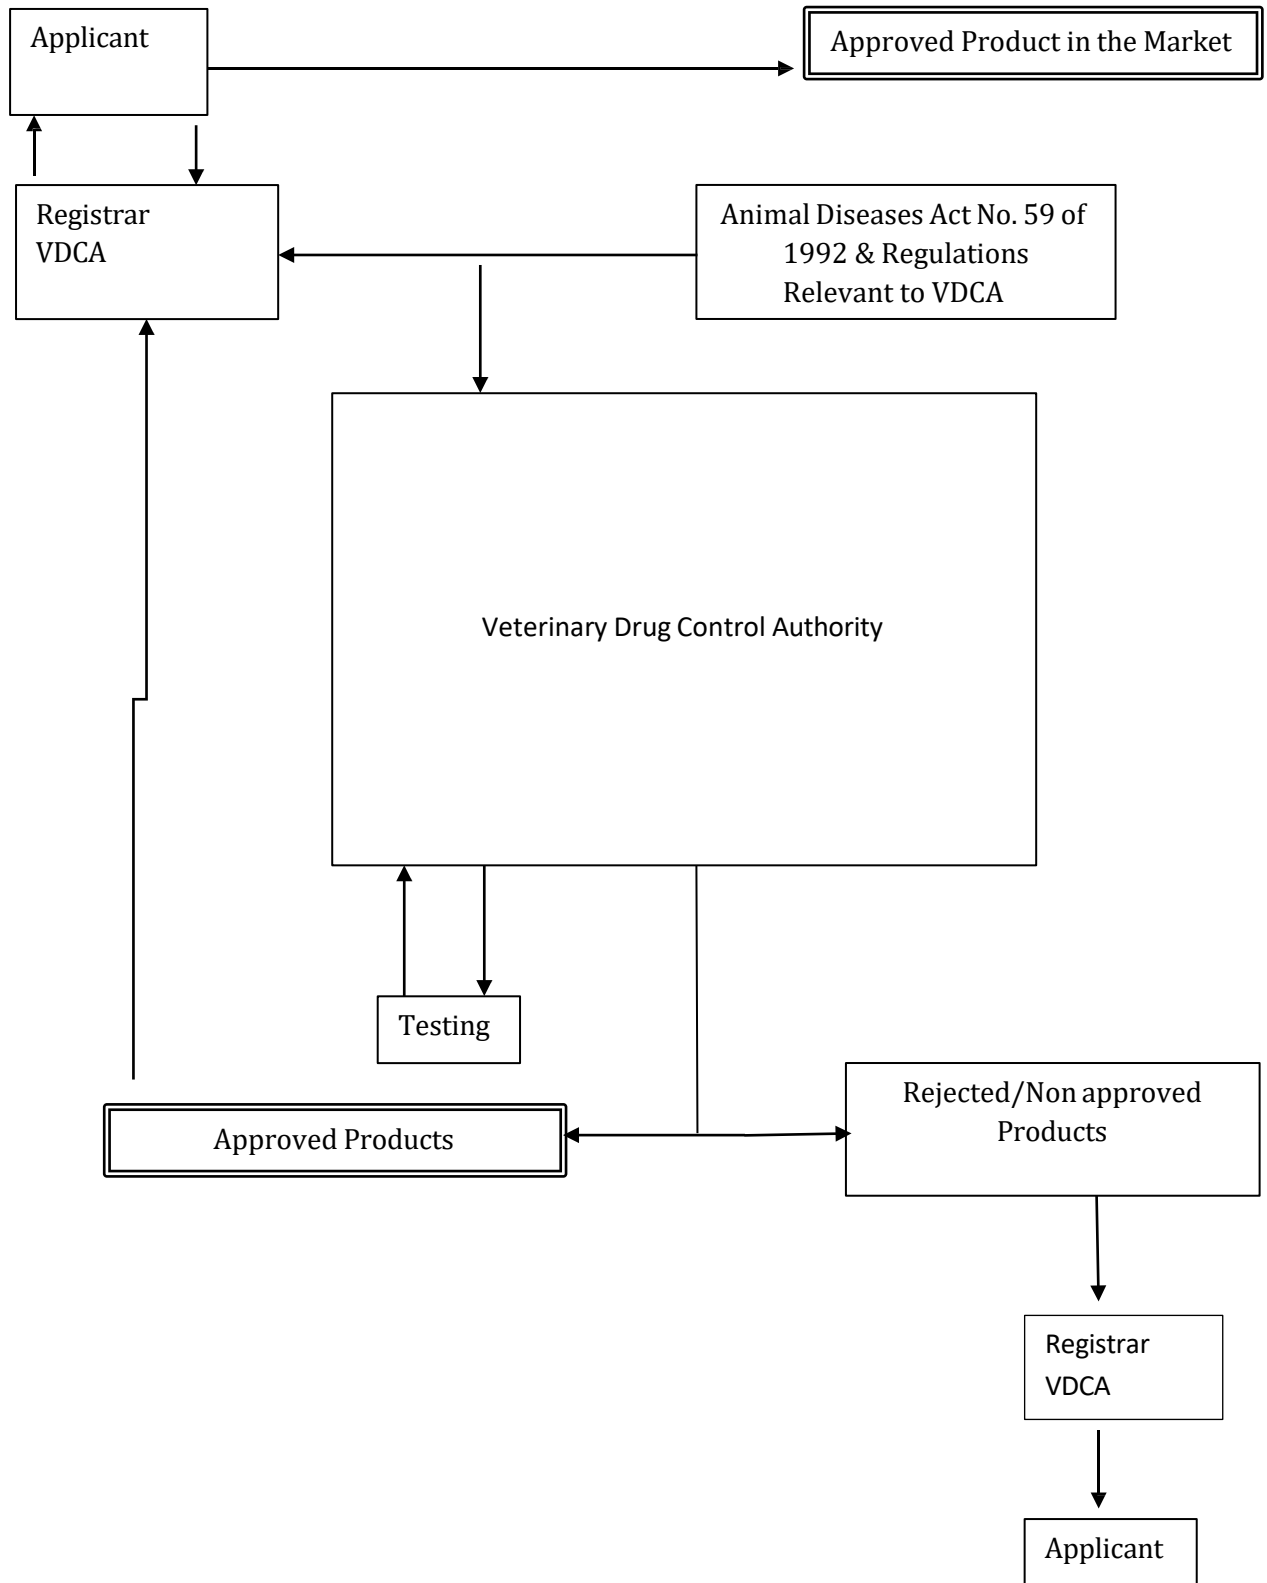 Applicant
Approved Product in the Market
Registrar
VDCA
Animal Diseases Act No. 59 of
1992 & Regulations
Relevant to VDCA
Veterinary Drug Control Authority
Testing
Approved Products
Rejected/Non approved
Products
Registrar
VDCA
Applicant